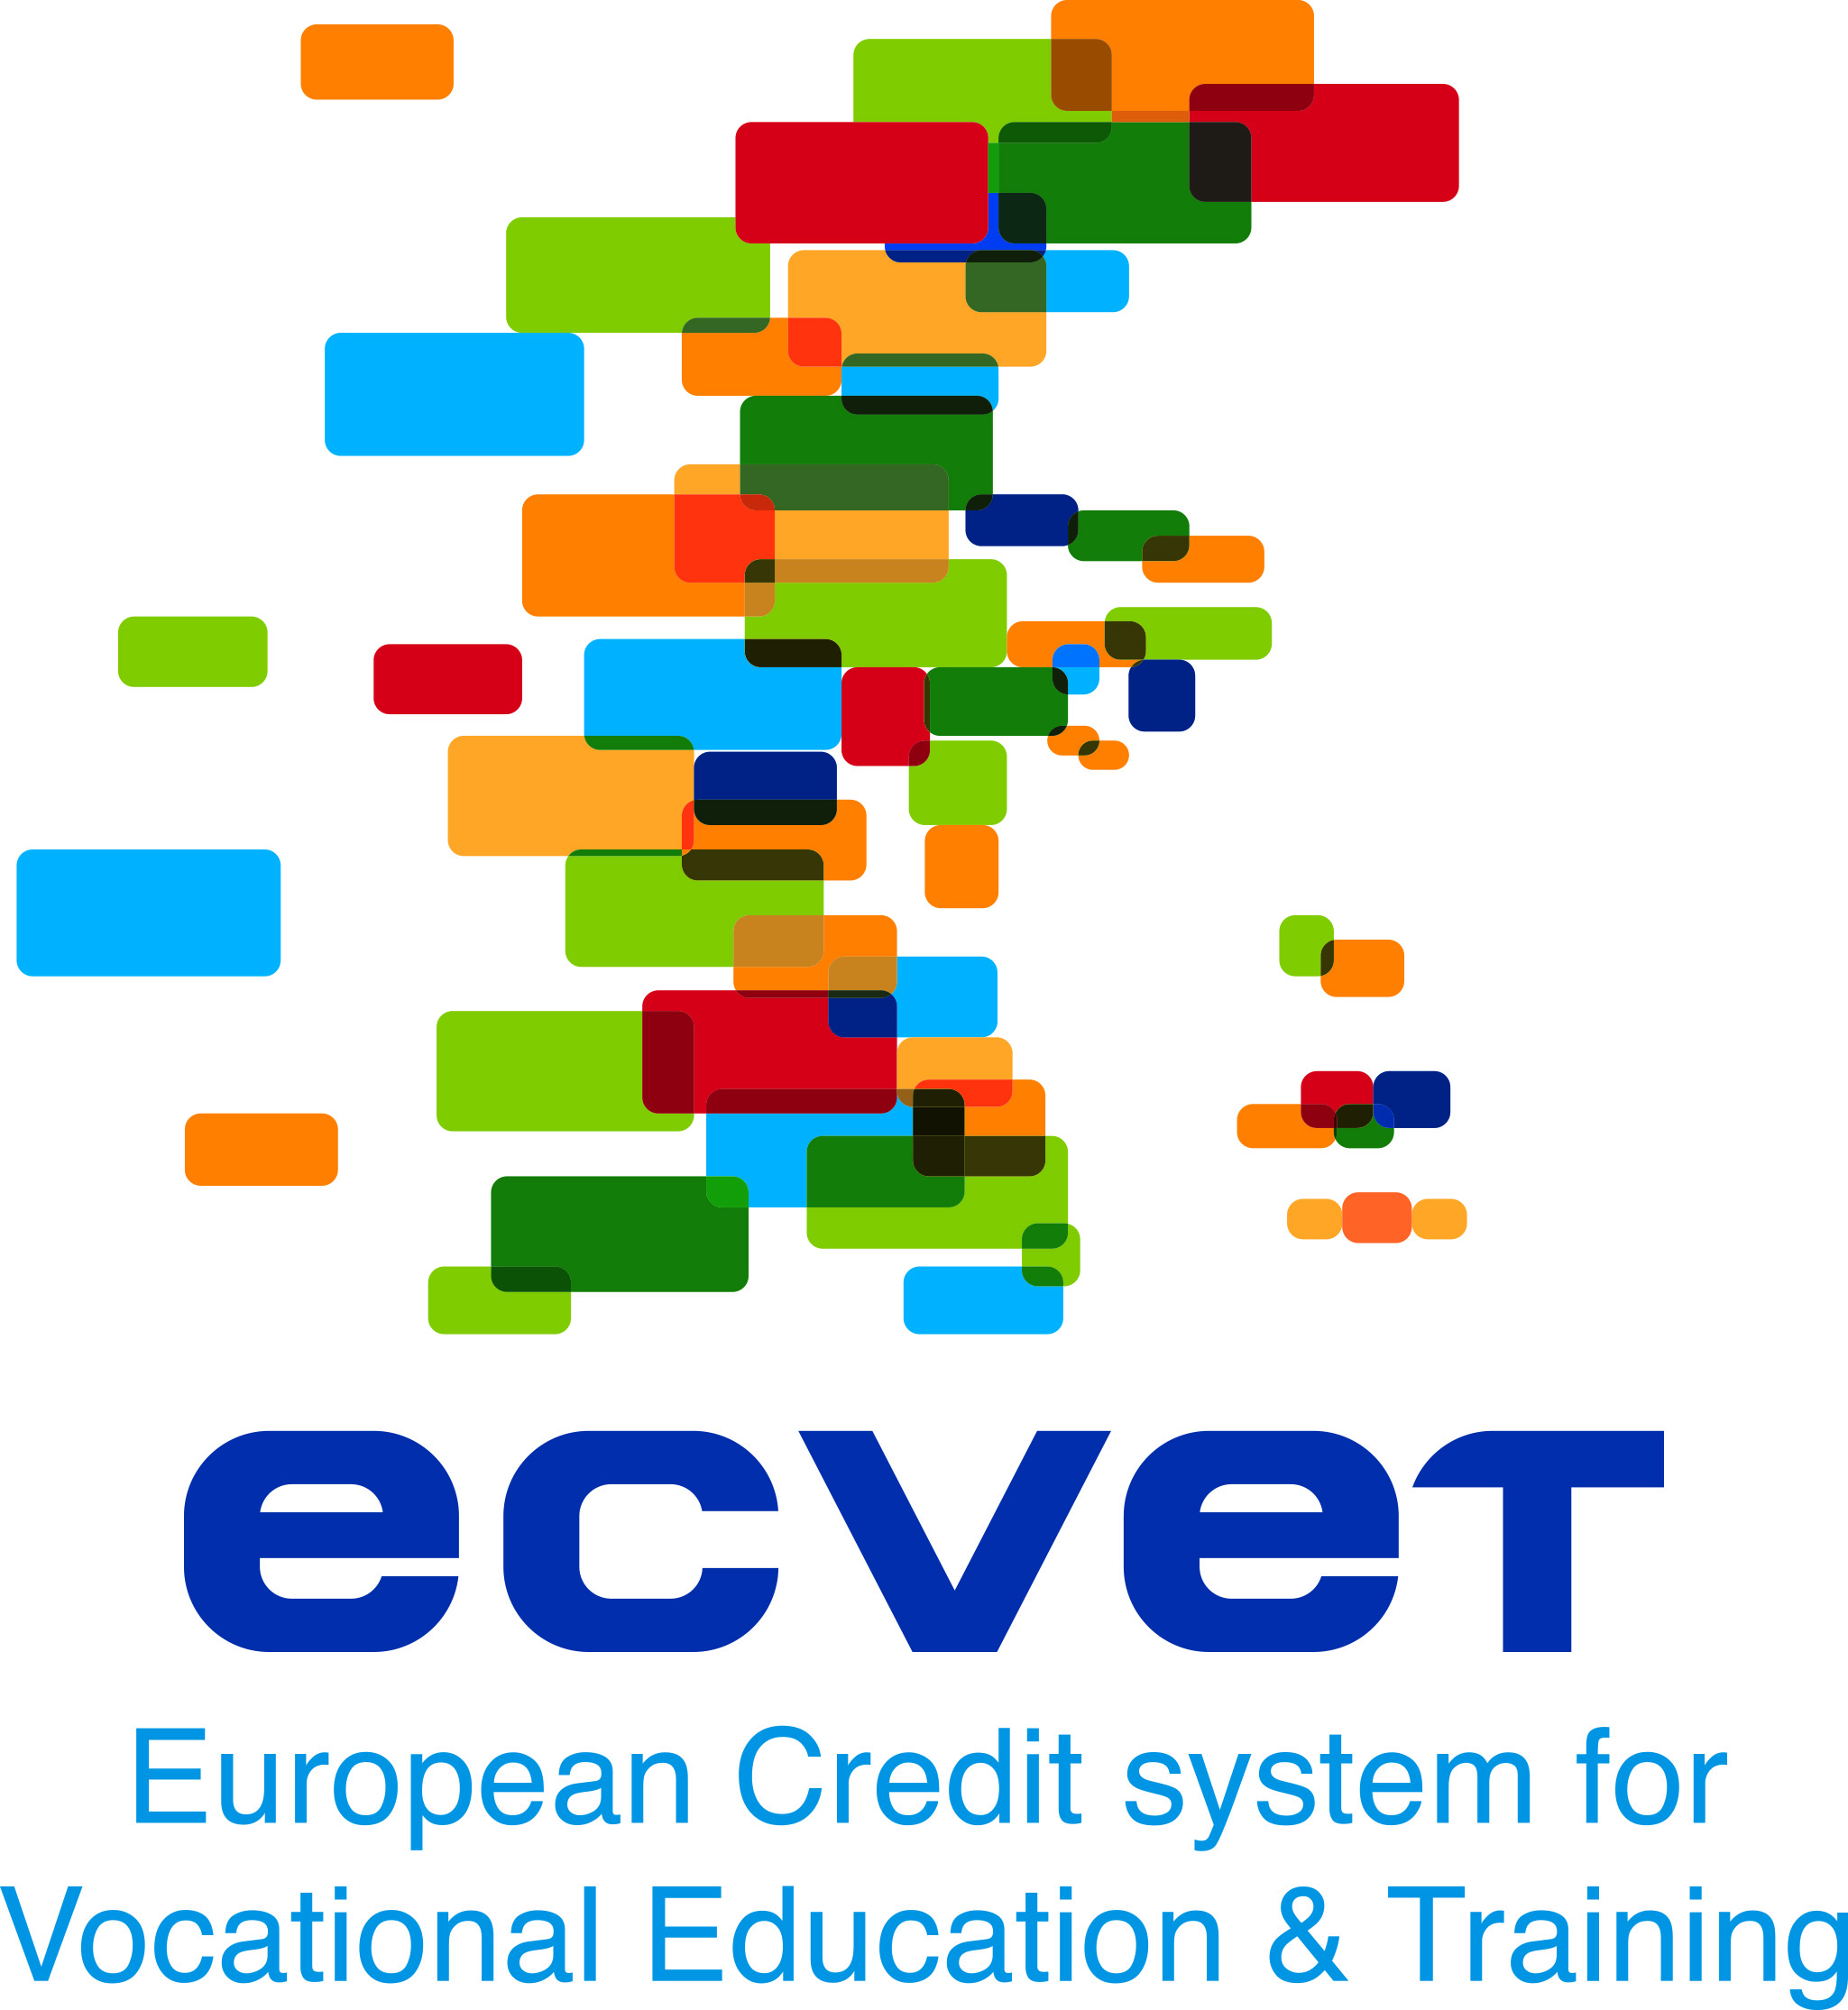 ecvet
European Credit system for
Vocational Education & Training